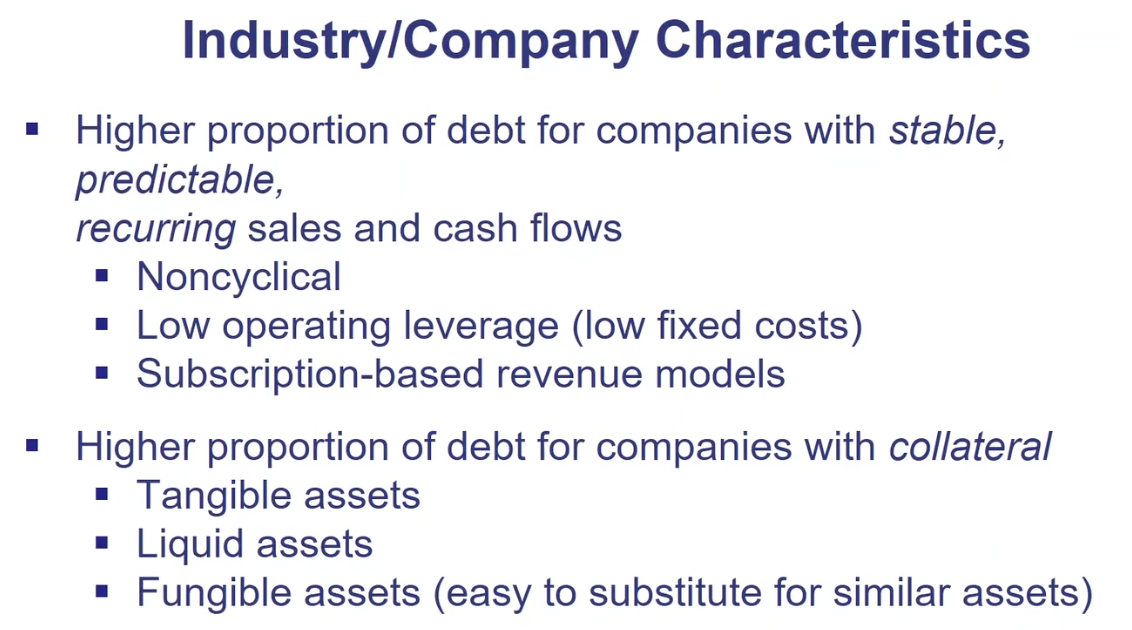 Industry/Company Characteristics
▪ Higher proportion of debt for companies with stable,
predictable,
recurring sales and cash flows
▪ Noncyclical
▪ Low operating leverage (low fixed costs)
▪ Subscription-based revenue models
▪ Higher proportion of debt for companies with collateral
▪ Tangible assets
▪ Liquid assets
▪ Fungible assets (easy to substitute for similar assets)